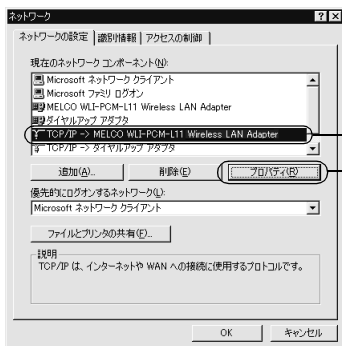 ネットワーク
ネットワークの設定 識別情報 アクセスの制御
現在のネットワーク コンポーネント(N):
Microsoft ネットワーク クライアント
Microsoft ファミリ ログオン
MELCO WLI-PCM-L11 Wireless LAN Adapter
ダイヤルアップ アダプタ
TCP/IP -> MELCO WLI-PCM-L11 Wireless LAN Adapter
TCP/IP -> ダイヤルアップ アダプタ
追加(A)... 削除(E) プロパティ(R)
優先的にログオンするネットワーク(L):
Microsoft ネットワーク クライアント
ファイルとプリンタの共有(F)...
説明
TCP/IP は、インターネットや WAN への接続に使用するプロトコルです。
OK キャンセル